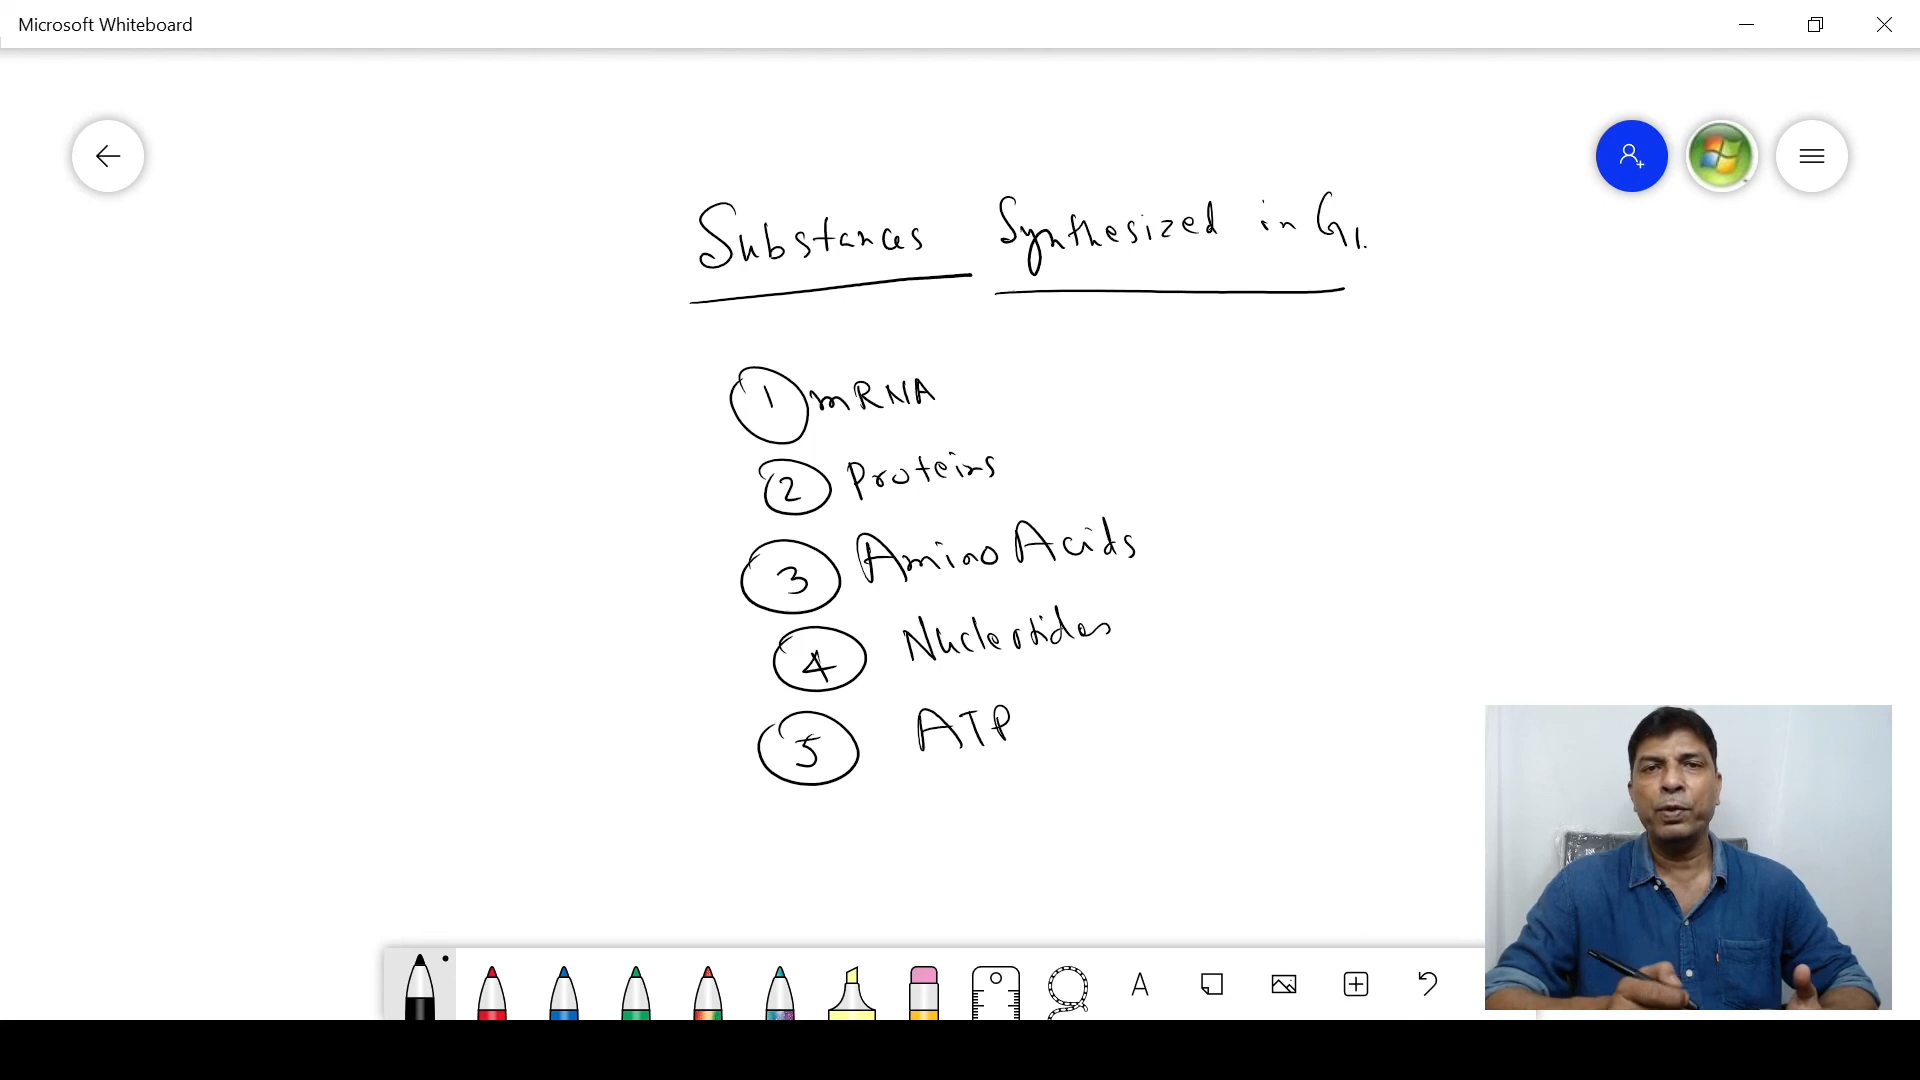 Microsoft Whiteboard
Substances Synthesized in G1.
1 mRNA
2 Proteins
3 Amino Acids
4 Nucleotides
5 ATP